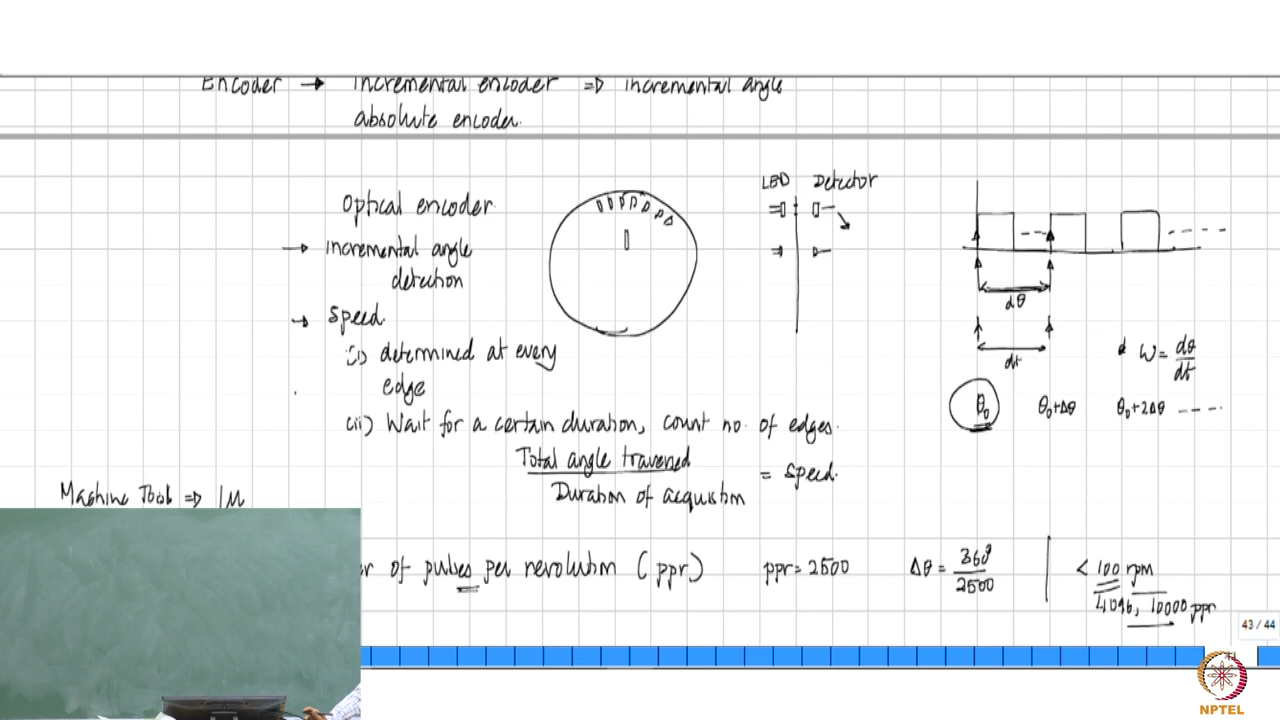 Encoder → incremental encoder ⇒ incremental angle
absolute encoder.
Optical encoder
→ incremental angle
detection
→ Speed.
(i) determined at every
edge
(ii) Wait for a certain duration, count no. of edges.
Total angle traversed
Duration of acquisition
= speed.
LED Detector
dθ
dt
ω = dθ/dt
θ₀ θ₀+Δθ θ₀+2Δθ ----
Machine Tool ⇒ IM
of pulses per revolution (ppr) ppr=2500 Δθ = 360°/2500
< 100 rpm
4096, 10000 ppr
43 / 44
NPTEL